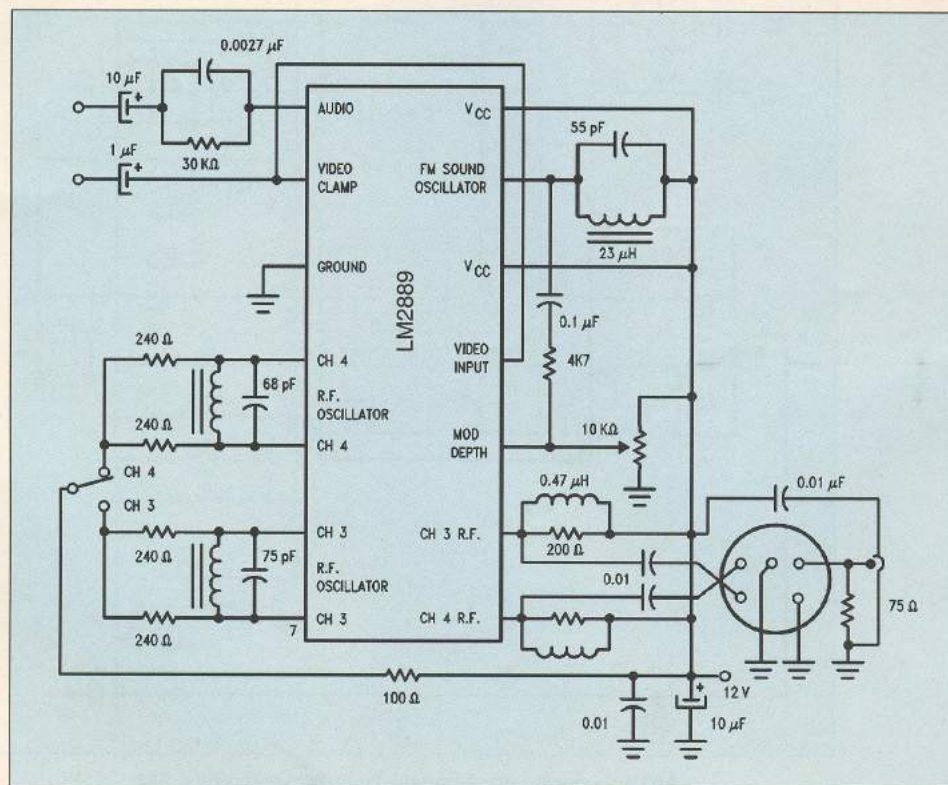 0.0027 µF
10 µF
+
30 KΩ
1 µF
+
AUDIO
VIDEO
CLAMP
GROUND
LM2889
CH 4
R.F.
OSCILLATOR
CH 4
CH 3
R.F.
OSCILLATOR
CH 3
7
VCC
FM SOUND
OSCILLATOR
VCC
VIDEO
INPUT
MOD
DEPTH
CH 3 R.F.
CH 4 R.F.
55 pF
23 µH
0.1 µF
4K7
10 KΩ
240 Ω
68 pF
240 Ω
CH 4
CH 3
240 Ω
75 pF
240 Ω
0.47 µH
200 Ω
0.01 µF
0.01
75 Ω
100 Ω
0.01
+
12 V
10 µF